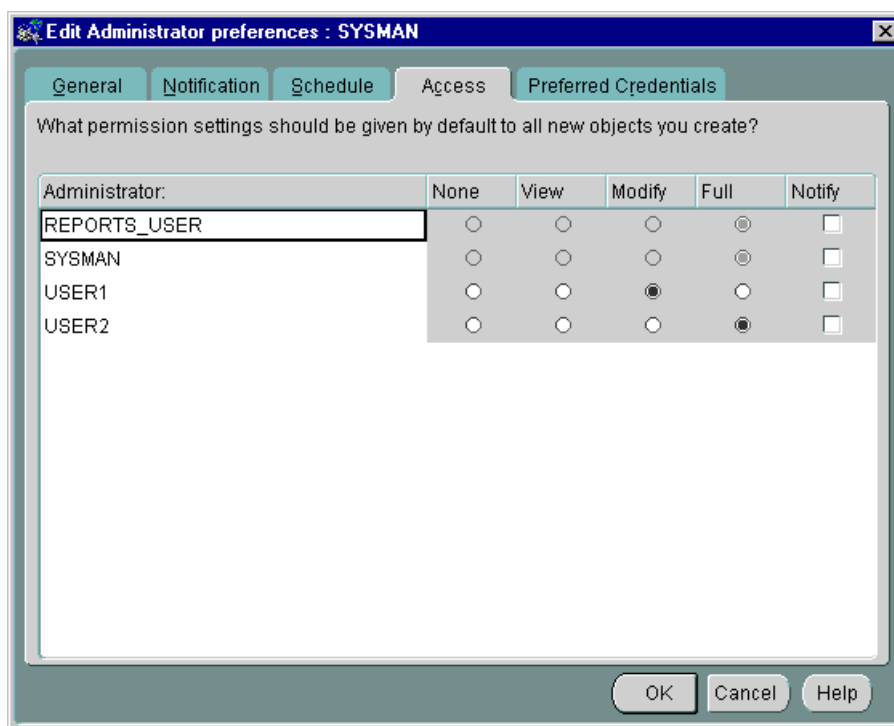 Edit Administrator preferences : SYSMAN
General Notification Schedule Access Preferred Credentials
What permission settings should be given by default to all new objects you create?
Administrator: None View Modify Full Notify
REPORTS_USER
SYSMAN
USER1
USER2
OK Cancel Help